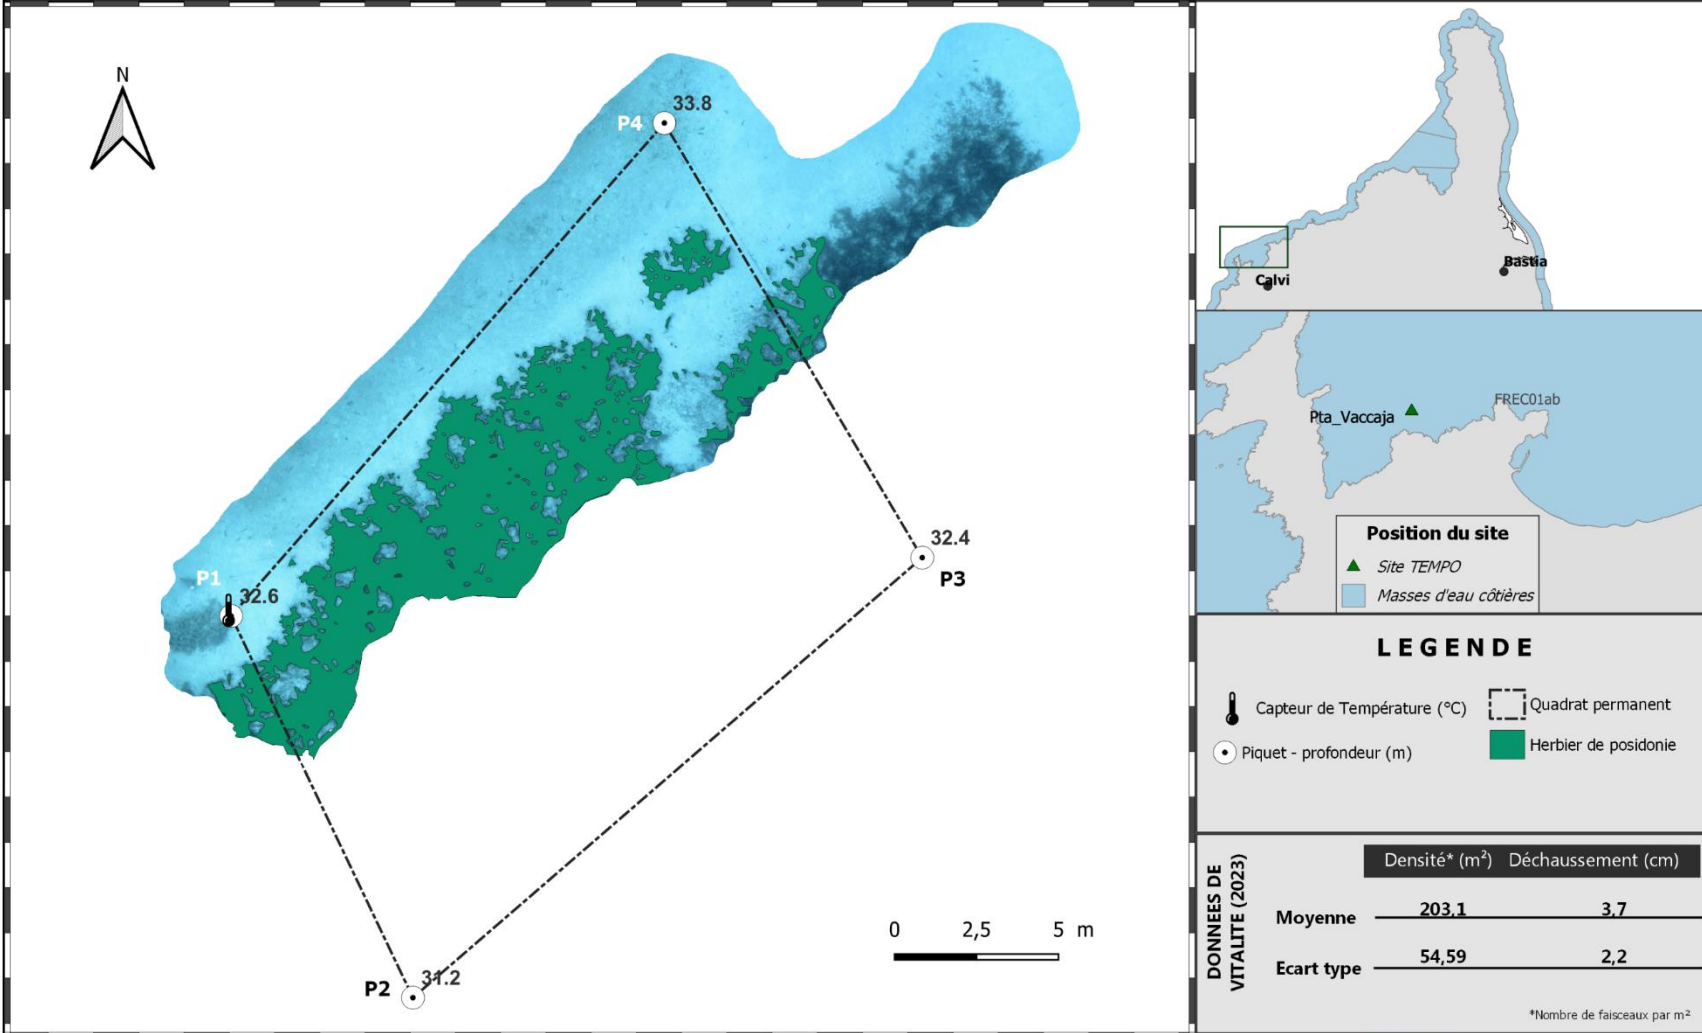 N
33.8
P4
P1
32.6
32.4
P3
31.2
P2
0 2,5 5 m
Bastia
Calvi
FREC01ab
Pta_Vaccaja
Position du site
Site TEMPO
Masses d'eau côtières
LEGENDE
Capteur de Température (°C)
Quadrat permanent
Piquet - profondeur (m)
Herbier de posidonie
DONNEES DE
VITALITE (2023)
Densité* (m²) Déchaussement (cm)
Moyenne 203,1 3,7
Ecart type 54,59 2,2
*Nombre de faisceaux par m²